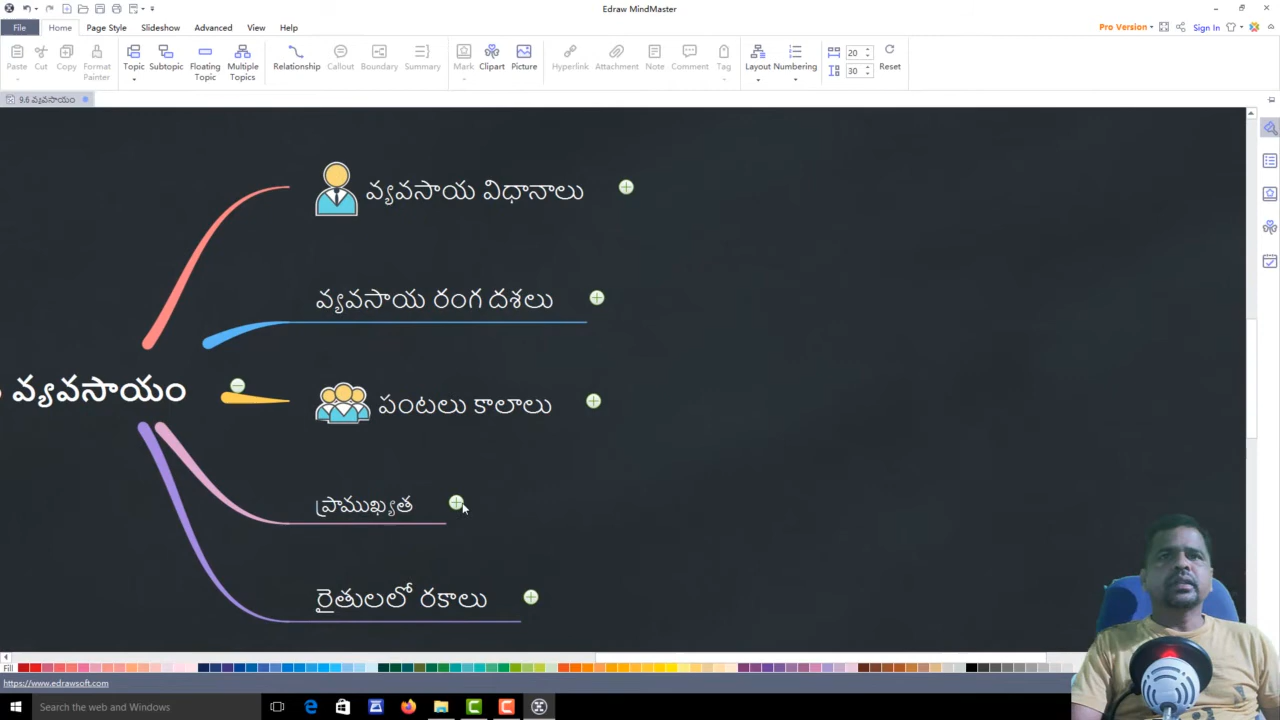 Edraw MindMaster
File Home Page Style Slideshow Advanced View Help
Pro Version Sign In
Paste Cut Copy Format Painter Topic Subtopic Floating Topic Multiple Topics Relationship Callout Boundary Summary Mark Clipart Picture Hyperlink Attachment Note Comment Tag Layout Numbering 20 30 Reset
9.6 వ్యవసాయం
వ్యవసాయ విధానాలు
వ్యవసాయ రంగ దశలు
వ్యవసాయం
పంటలు కాలాలు
ప్రాముఖ్యత
రైతులలో రకాలు
Fill
https://www.edrawsoft.com
Search the web and Windows